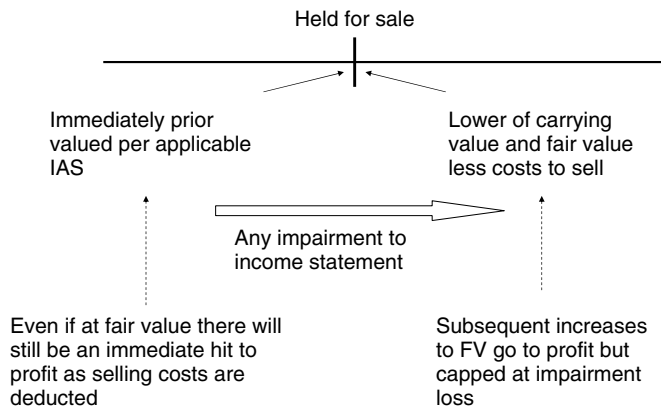 Held for sale
Immediately prior
valued per applicable
IAS
Lower of carrying
value and fair value
less costs to sell
Any impairment to
income statement
Even if at fair value there will
still be an immediate hit to
profit as selling costs are
deducted
Subsequent increases
to FV go to profit but
capped at impairment
loss